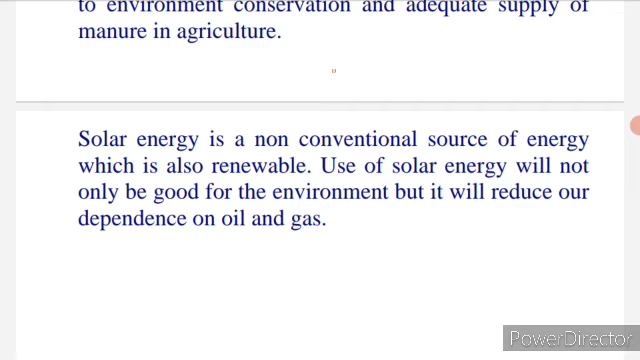 to environment conservation and adequate supply of
manure in agriculture.
Solar energy is a non conventional source of energy
which is also renewable. Use of solar energy will not
only be good for the environment but it will reduce our
dependence on oil and gas.
PowerDirector